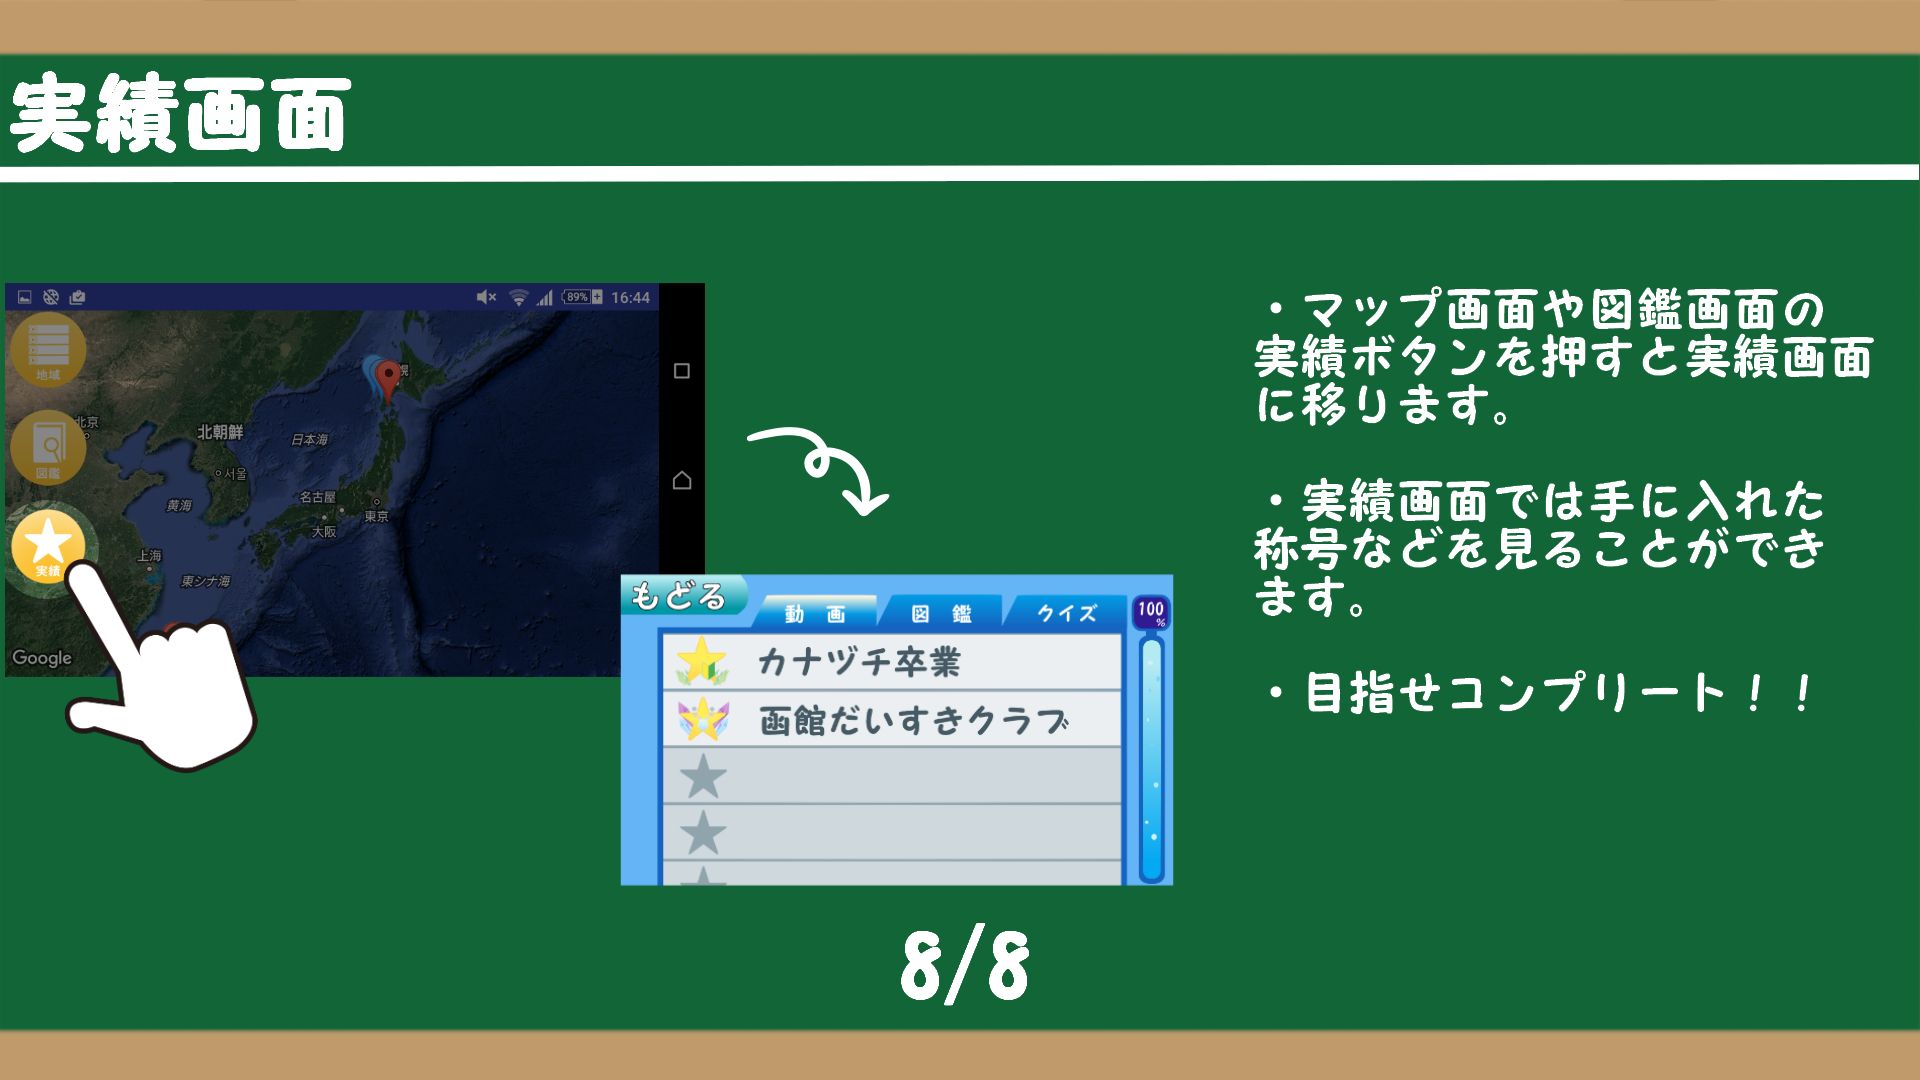 実績画面
89%
16:44
地域
図鑑
実績
北京
北朝鮮
日本海
서울
黄海
名古屋
東京
大阪
上海
東シナ海
Google
・マップ画面や図鑑画面の
実績ボタンを押すと実績画面
に移ります。
・実績画面では手に入れた
称号などを見ることができ
ます。
・目指せコンプリート！！
もどる
動画
図鑑
クイズ
100
%
カナヅチ卒業
函館だいすきクラブ
8/8